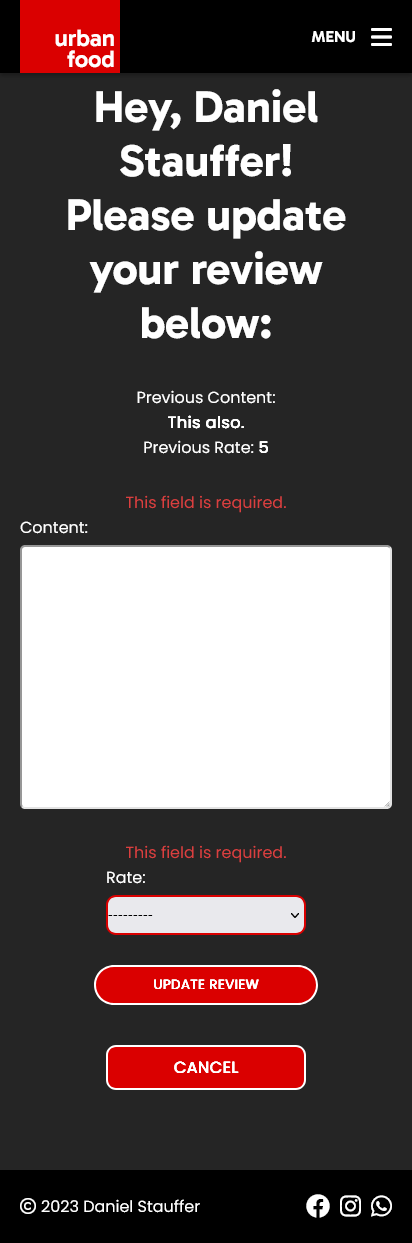 urban
food
MENU
Hey, Daniel
Stauffer!
Please update
your review
below:
Previous Content:
This also.
Previous Rate: 5
This field is required.
Content:
This field is required.
Rate:
---------
UPDATE REVIEW
CANCEL
© 2023 Daniel Stauffer